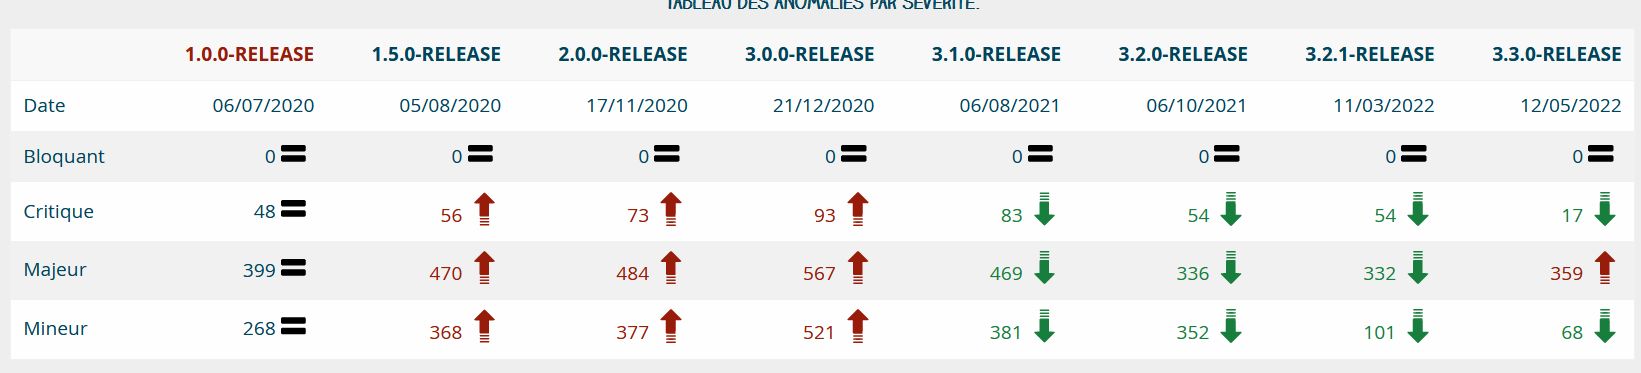 TABLEAU DES ANOMALIES PAR SÉVÉRITÉ.
1.0.0-RELEASE 1.5.0-RELEASE 2.0.0-RELEASE 3.0.0-RELEASE 3.1.0-RELEASE 3.2.0-RELEASE 3.2.1-RELEASE 3.3.0-RELEASE
Date 06/07/2020 05/08/2020 17/11/2020 21/12/2020 06/08/2021 06/10/2021 11/03/2022 12/05/2022
Bloquant 0 0 0 0 0 0 0 0
Critique 48 56 73 93 83 54 54 17
Majeur 399 470 484 567 469 336 332 359
Mineur 268 368 377 521 381 352 101 68